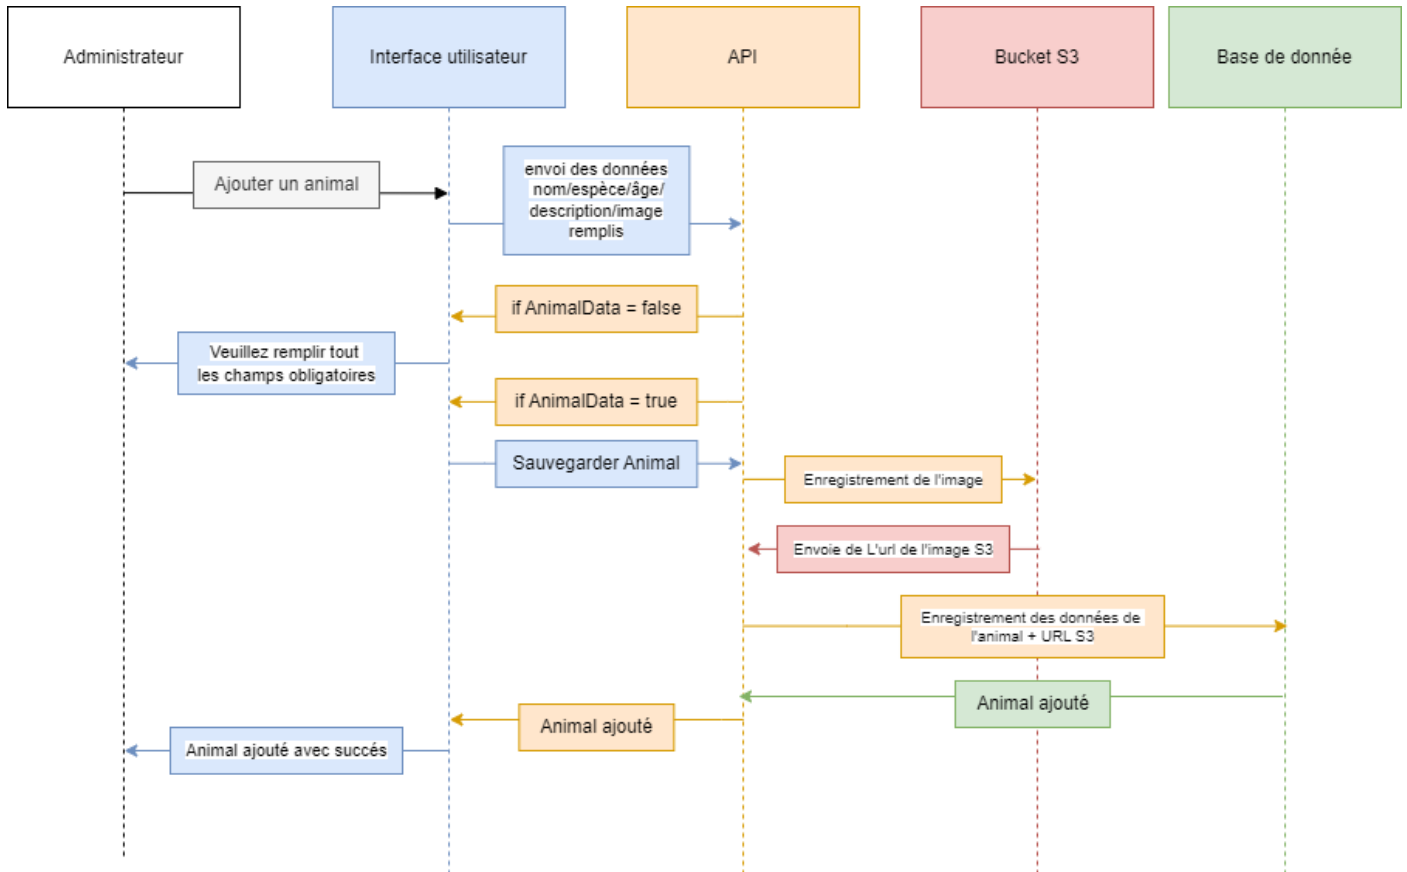 Administrateur
Interface utilisateur
API
Bucket S3
Base de donnée
Ajouter un animal
envoi des données
nom/espèce/âge/
description/image
remplis
if AnimalData = false
Veuillez remplir tout
les champs obligatoires
if AnimalData = true
Sauvegarder Animal
Enregistrement de l'image
Envoie de L'url de l'image S3
Enregistrement des données de
l'animal + URL S3
Animal ajouté
Animal ajouté
Animal ajouté avec succés